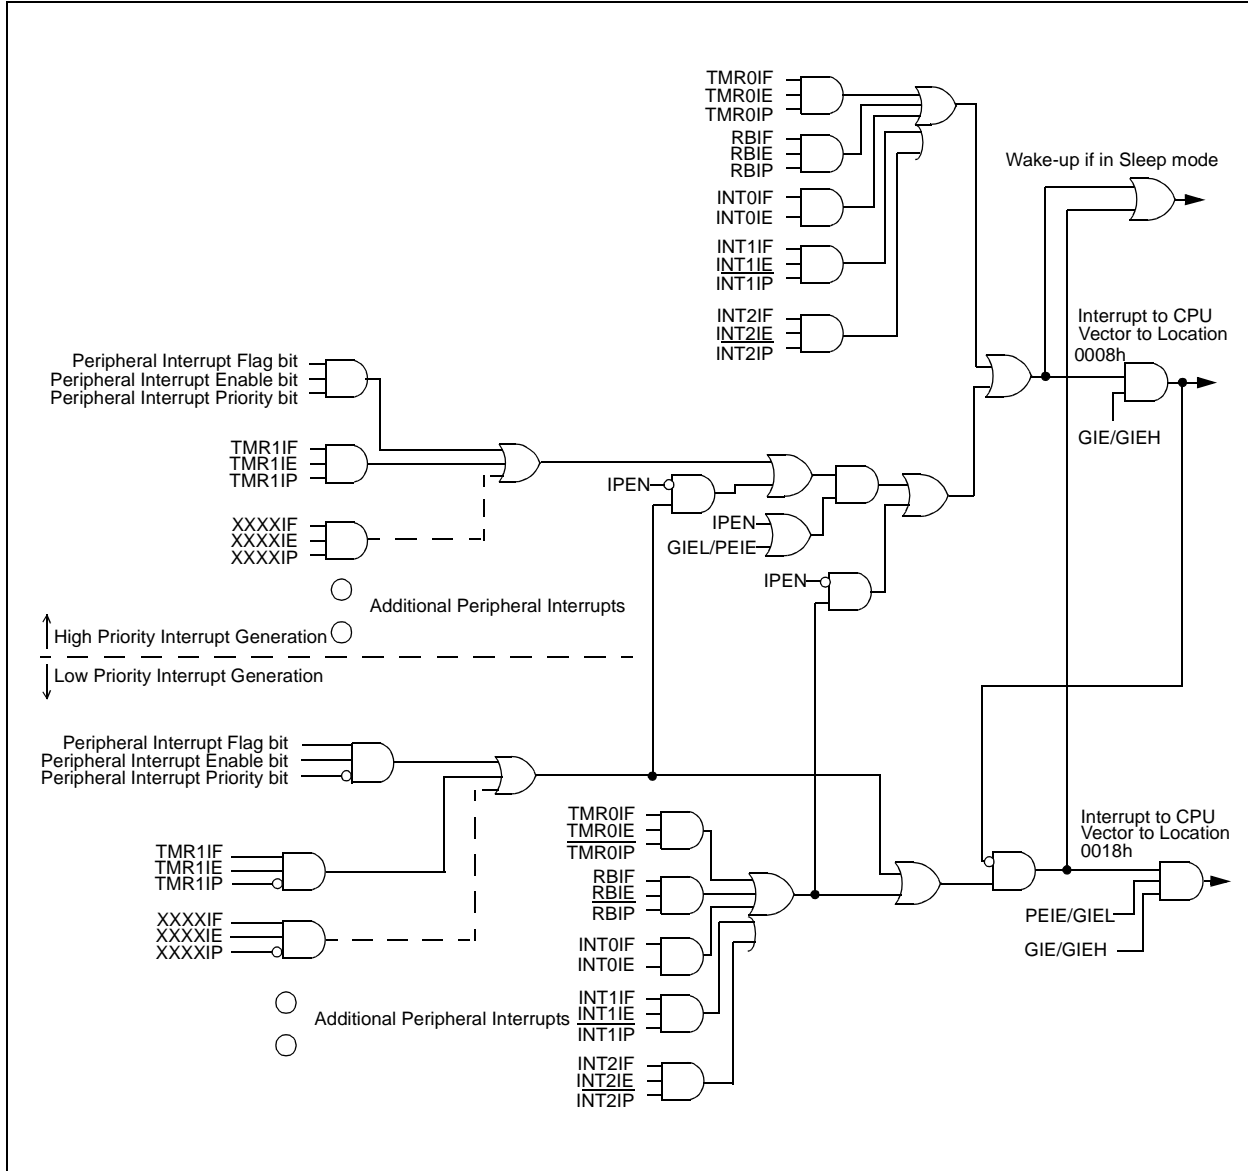 TMR0IF
TMR0IE
TMR0IP
RBIF
RBIE
RBIP
INT0IF
INT0IE
INT1IF
INT1IE
INT1IP
INT2IF
INT2IE
INT2IP
Wake-up if in Sleep mode
Interrupt to CPU
Vector to Location
0008h
GIE/GIEH
Peripheral Interrupt Flag bit
Peripheral Interrupt Enable bit
Peripheral Interrupt Priority bit
TMR1IF
TMR1IE
TMR1IP
XXXXIF
XXXXIE
XXXXIP
IPEN
IPEN
GIEL/PEIE
IPEN
Additional Peripheral Interrupts
High Priority Interrupt Generation
Low Priority Interrupt Generation
Peripheral Interrupt Flag bit
Peripheral Interrupt Enable bit
Peripheral Interrupt Priority bit
TMR1IF
TMR1IE
TMR1IP
XXXXIF
XXXXIE
XXXXIP
Additional Peripheral Interrupts
TMR0IF
TMR0IE
TMR0IP
RBIF
RBIE
RBIP
INT0IF
INT0IE
INT1IF
INT1IE
INT1IP
INT2IF
INT2IE
INT2IP
Interrupt to CPU
Vector to Location
0018h
PEIE/GIEL
GIE/GIEH